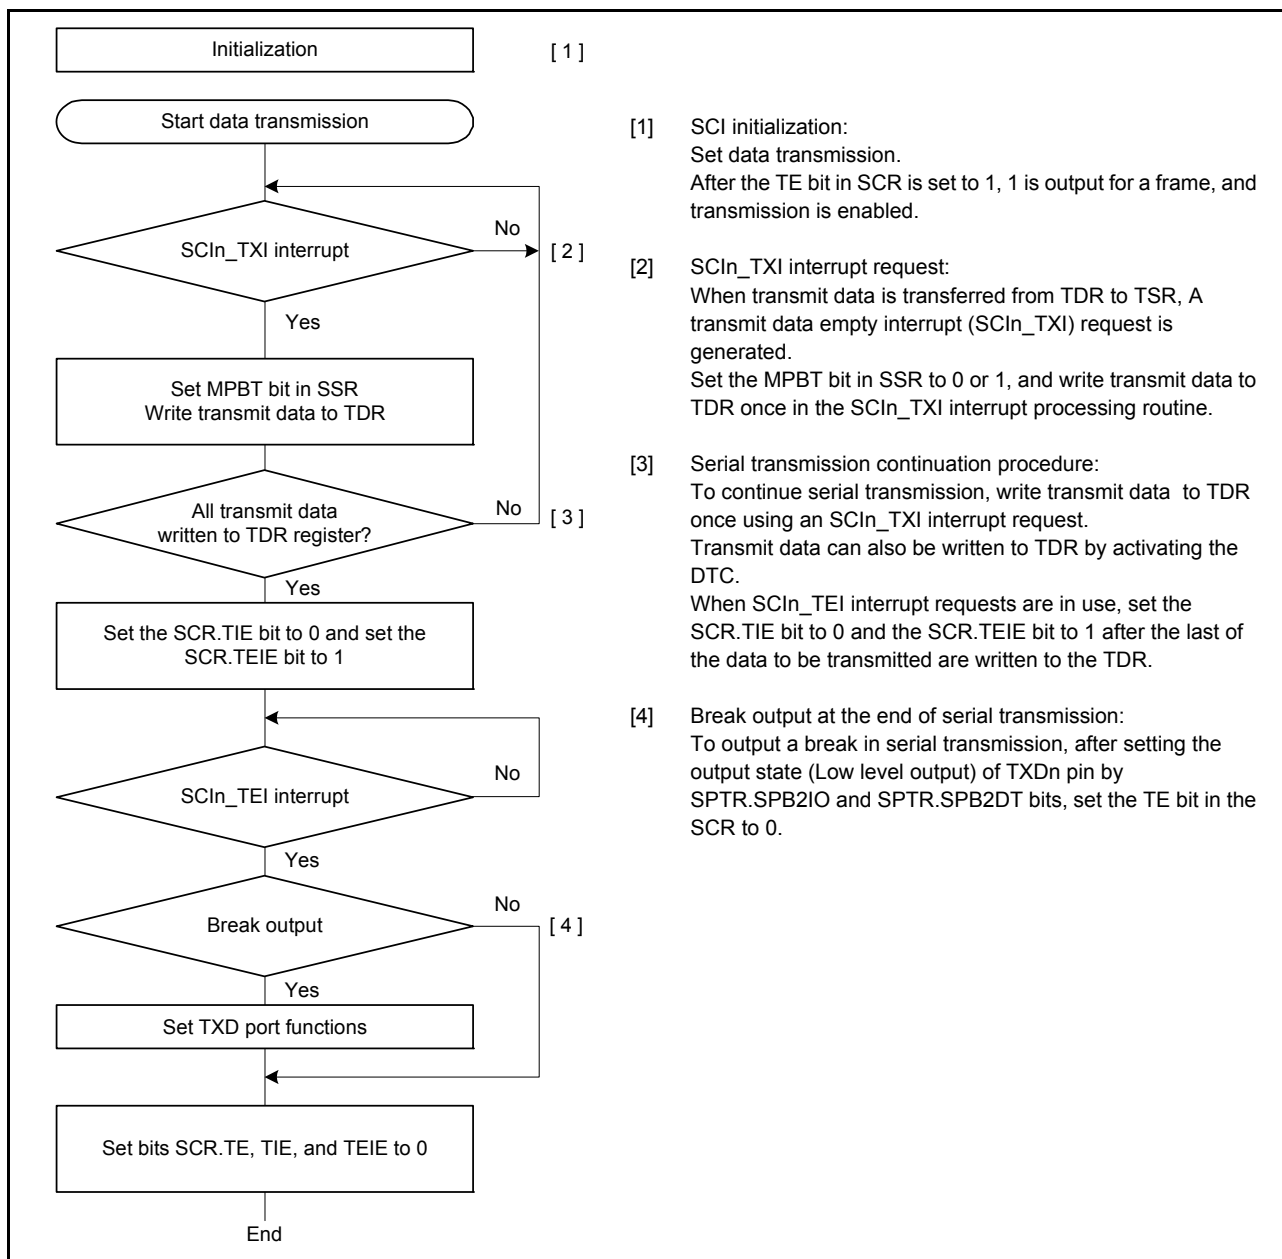 Initialization
[ 1 ]
Start data transmission
SCIn_TXI interrupt
No
[ 2 ]
Yes
Set MPBT bit in SSR
Write transmit data to TDR
All transmit data
written to TDR register?
No
[ 3 ]
Yes
Set the SCR.TIE bit to 0 and set the
SCR.TEIE bit to 1
SCIn_TEI interrupt
No
Yes
Break output
No
[ 4 ]
Yes
Set TXD port functions
Set bits SCR.TE, TIE, and TEIE to 0
End
[1] SCI initialization:
Set data transmission.
After the TE bit in SCR is set to 1, 1 is output for a frame, and
transmission is enabled.
[2] SCIn_TXI interrupt request:
When transmit data is transferred from TDR to TSR, A
transmit data empty interrupt (SCIn_TXI) request is
generated.
Set the MPBT bit in SSR to 0 or 1, and write transmit data to
TDR once in the SCIn_TXI interrupt processing routine.
[3] Serial transmission continuation procedure:
To continue serial transmission, write transmit data to TDR
once using an SCIn_TXI interrupt request.
Transmit data can also be written to TDR by activating the
DTC.
When SCIn_TEI interrupt requests are in use, set the
SCR.TIE bit to 0 and the SCR.TEIE bit to 1 after the last of
the data to be transmitted are written to the TDR.
[4] Break output at the end of serial transmission:
To output a break in serial transmission, after setting the
output state (Low level output) of TXDn pin by
SPTR.SPB2IO and SPTR.SPB2DT bits, set the TE bit in the
SCR to 0.